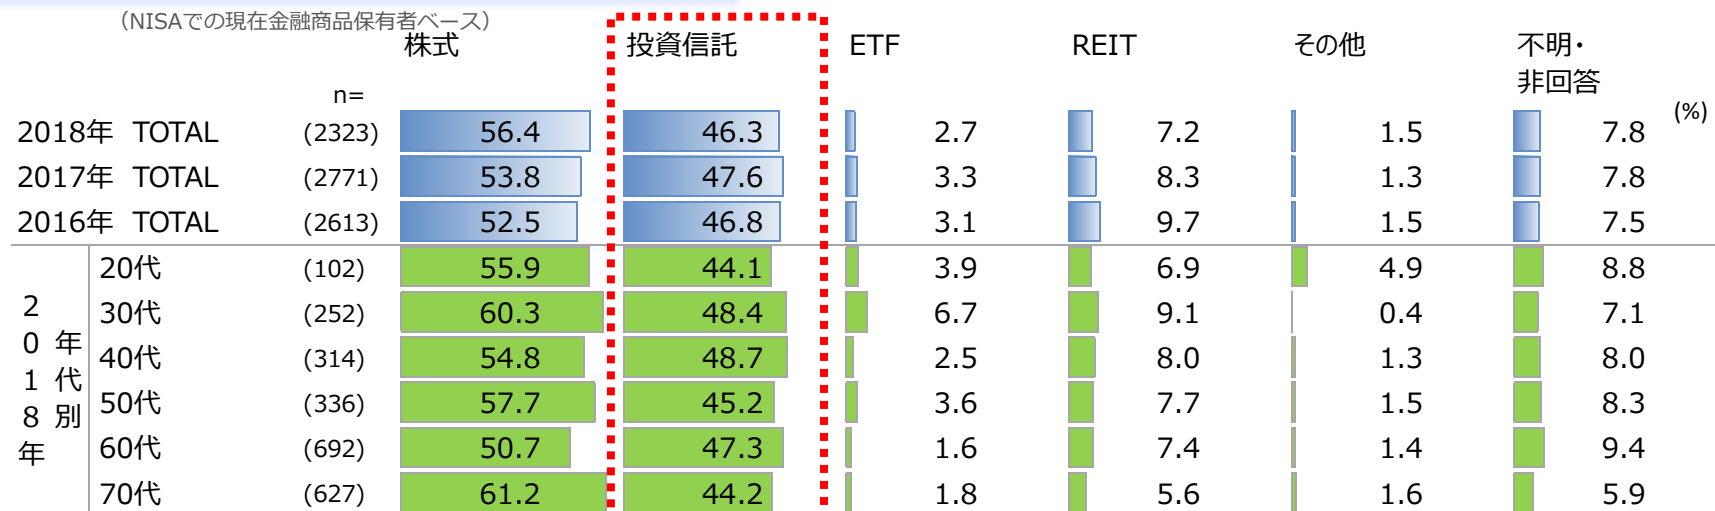 （NISAでの現在金融商品保有者ベース）
株式 投資信託 ETF REIT その他 不明・
非回答
n=
(%)
2018年 TOTAL (2323) 56.4 46.3 2.7 7.2 1.5 7.8
2017年 TOTAL (2771) 53.8 47.6 3.3 8.3 1.3 7.8
2016年 TOTAL (2613) 52.5 46.8 3.1 9.7 1.5 7.5
2018年
年代別
20代 (102) 55.9 44.1 3.9 6.9 4.9 8.8
30代 (252) 60.3 48.4 6.7 9.1 0.4 7.1
40代 (314) 54.8 48.7 2.5 8.0 1.3 8.0
50代 (336) 57.7 45.2 3.6 7.7 1.5 8.3
60代 (692) 50.7 47.3 1.6 7.4 1.4 9.4
70代 (627) 61.2 44.2 1.8 5.6 1.6 5.9